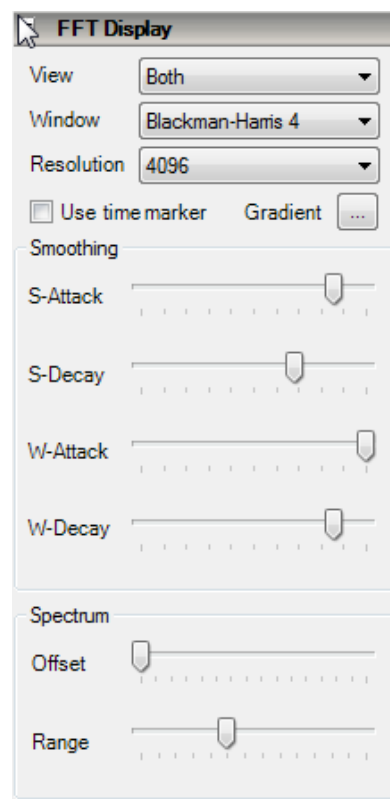 FFT Display
View Both
Window Blackman-Harris 4
Resolution 4096
Use time marker Gradient ...
Smoothing
S-Attack
S-Decay
W-Attack
W-Decay
Spectrum
Offset
Range